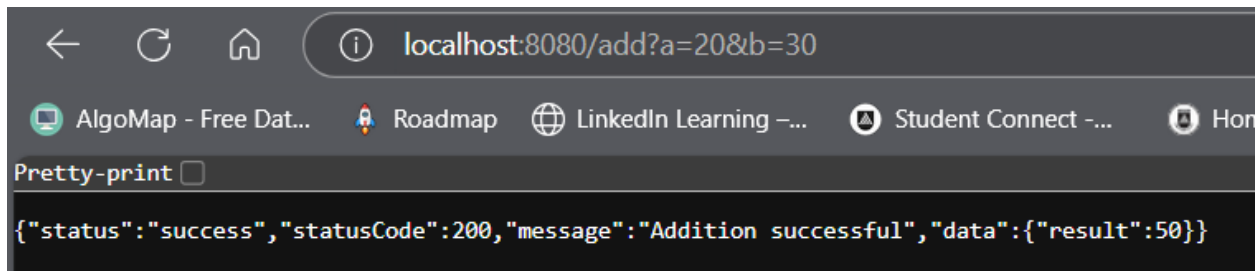 localhost:8080/add?a=20&b=30
AlgoMap - Free Dat... Roadmap LinkedIn Learning –... Student Connect -... Hom
Pretty-print
{"status":"success","statusCode":200,"message":"Addition successful","data":{"result":50}}